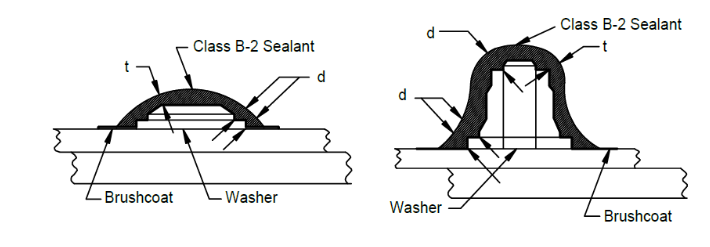 Class B-2 Sealant
t
d
Brushcoat
Washer
Class B-2 Sealant
d
t
d
Washer
Brushcoat